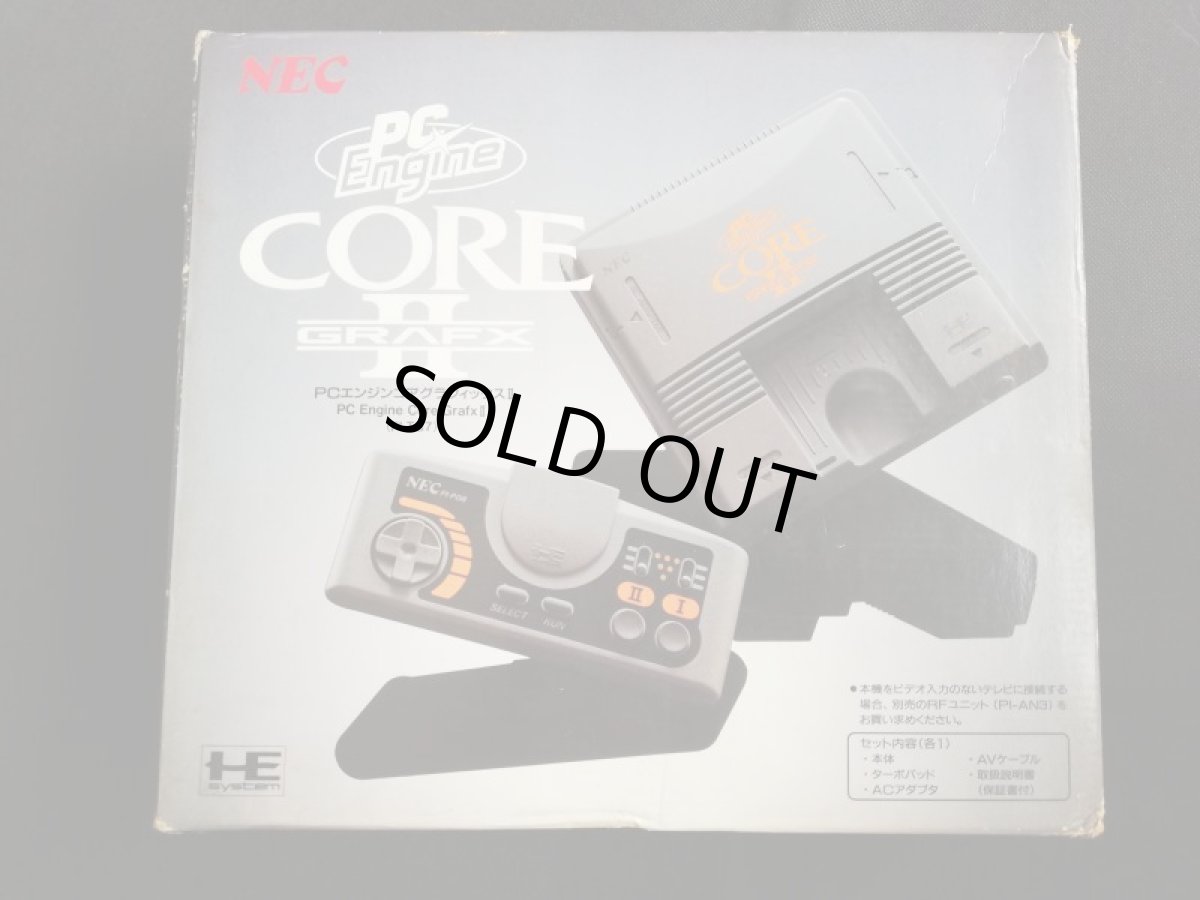 NEC
PC Engine
CORE
II
GRAFX
PCエンジンコアグラフィックスII
PC Engine Core Grafx II
SOLD OUT
NEC
PC Engine
CORE
NEC PI-PD8
SELECT
RUN
II
I
●本機をビデオ入力のないテレビに接続する
場合、別売のRFユニット(PI-AN3)を
お買い求めください。
セット内容(各1)
・本体 ・AVケーブル
・ターボパッド ・取扱説明書
・ACアダプタ (保証書付)
HE
system